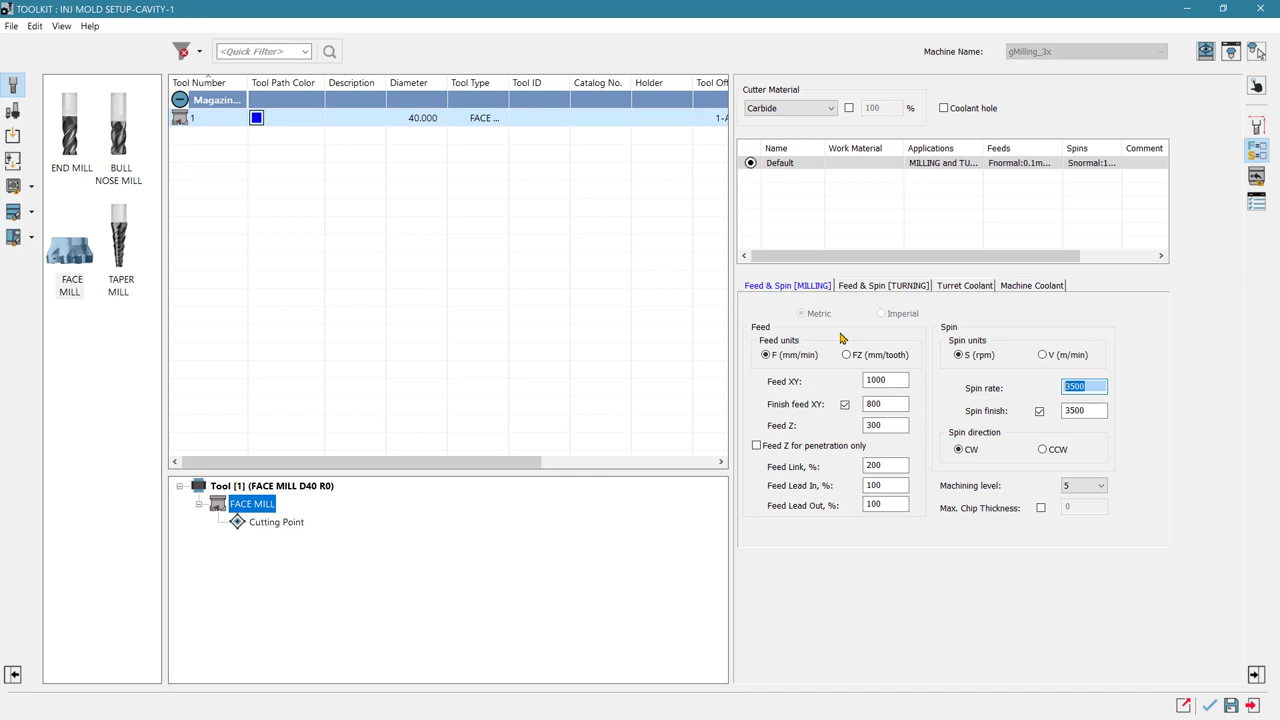 TOOLKIT : INJ MOLD SETUP-CAVITY-1
File Edit View Help
<Quick Filter>
Machine Name: gMilling_3x
END MILL
BULL NOSE MILL
FACE MILL
TAPER MILL
Tool Number Tool Path Color Description Diameter Tool Type Tool ID Catalog No. Holder Tool Off
Magazin...
1 40.000 FACE ... 1-A
Tool [1] (FACE MILL D40 R0)
FACE MILL
Cutting Point
Cutter Material
Carbide 100 % Coolant hole
Name Work Material Applications Feeds Spins Comment
Default MILLING and TU... Fnormal:0.1m... Snormal:1...
Feed & Spin [MILLING] Feed & Spin [TURNING] Turret Coolant Machine Coolant
Metric Imperial
Feed
Feed units
F (mm/min) FZ (mm/tooth)
Feed XY: 1000
Finish feed XY: 800
Feed Z: 300
Feed Z for penetration only
Feed Link, %: 200
Feed Lead In, %: 100
Feed Lead Out, %: 100
Spin
Spin units
S (rpm) V (m/min)
Spin rate: 3500
Spin finish: 3500
Spin direction
CW CCW
Machining level: 5
Max. Chip Thickness: 0